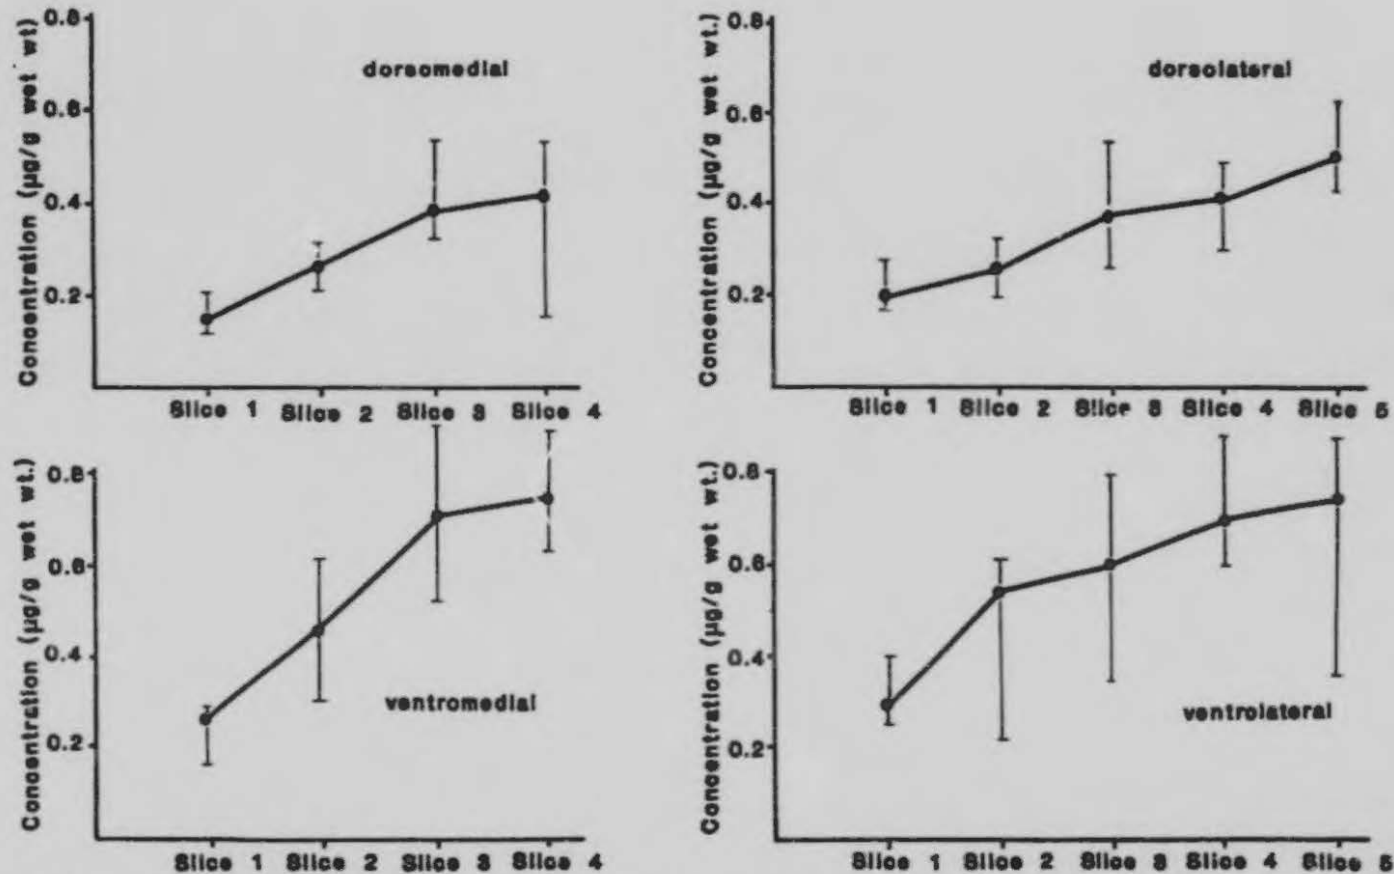 Concentration (µg/g wet wt)
0.8
0.6
0.4
0.2
dorsomedial
Slice 1 Slice 2 Slice 3 Slice 4
Concentration (µg/g wet wt.)
0.8
0.6
0.4
0.2
dorsolateral
Slice 1 Slice 2 Slice 3 Slice 4 Slice 5
Concentration (µg/g wet wt.)
0.8
0.6
0.4
0.2
ventromedial
Slice 1 Slice 2 Slice 3 Slice 4
Concentration (µg/g wet wt.)
0.8
0.6
0.4
0.2
ventrolateral
Slice 1 Slice 2 Slice 3 Slice 4 Slice 5